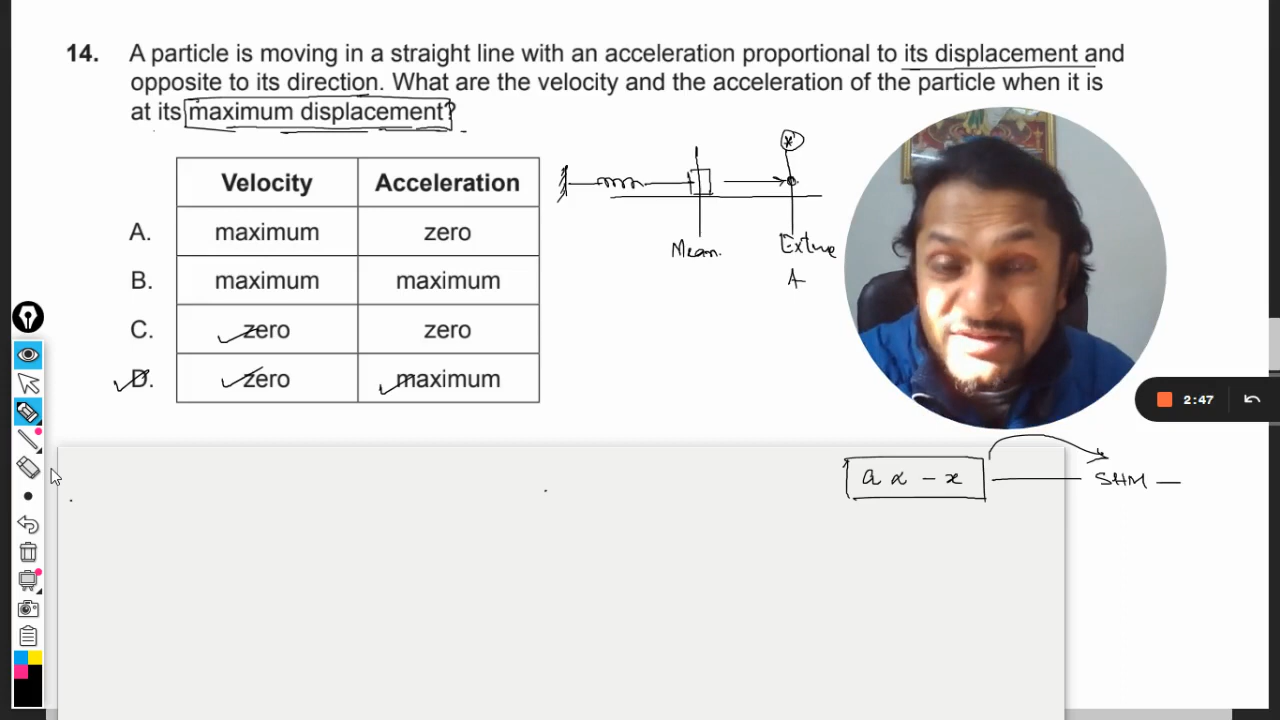 14. A particle is moving in a straight line with an acceleration proportional to its displacement and
opposite to its direction. What are the velocity and the acceleration of the particle when it is
at its maximum displacement?
Velocity Acceleration
A. maximum zero
B. maximum maximum
C. zero zero
D. zero maximum
Mean.
A
2:47
a α - x
SHM